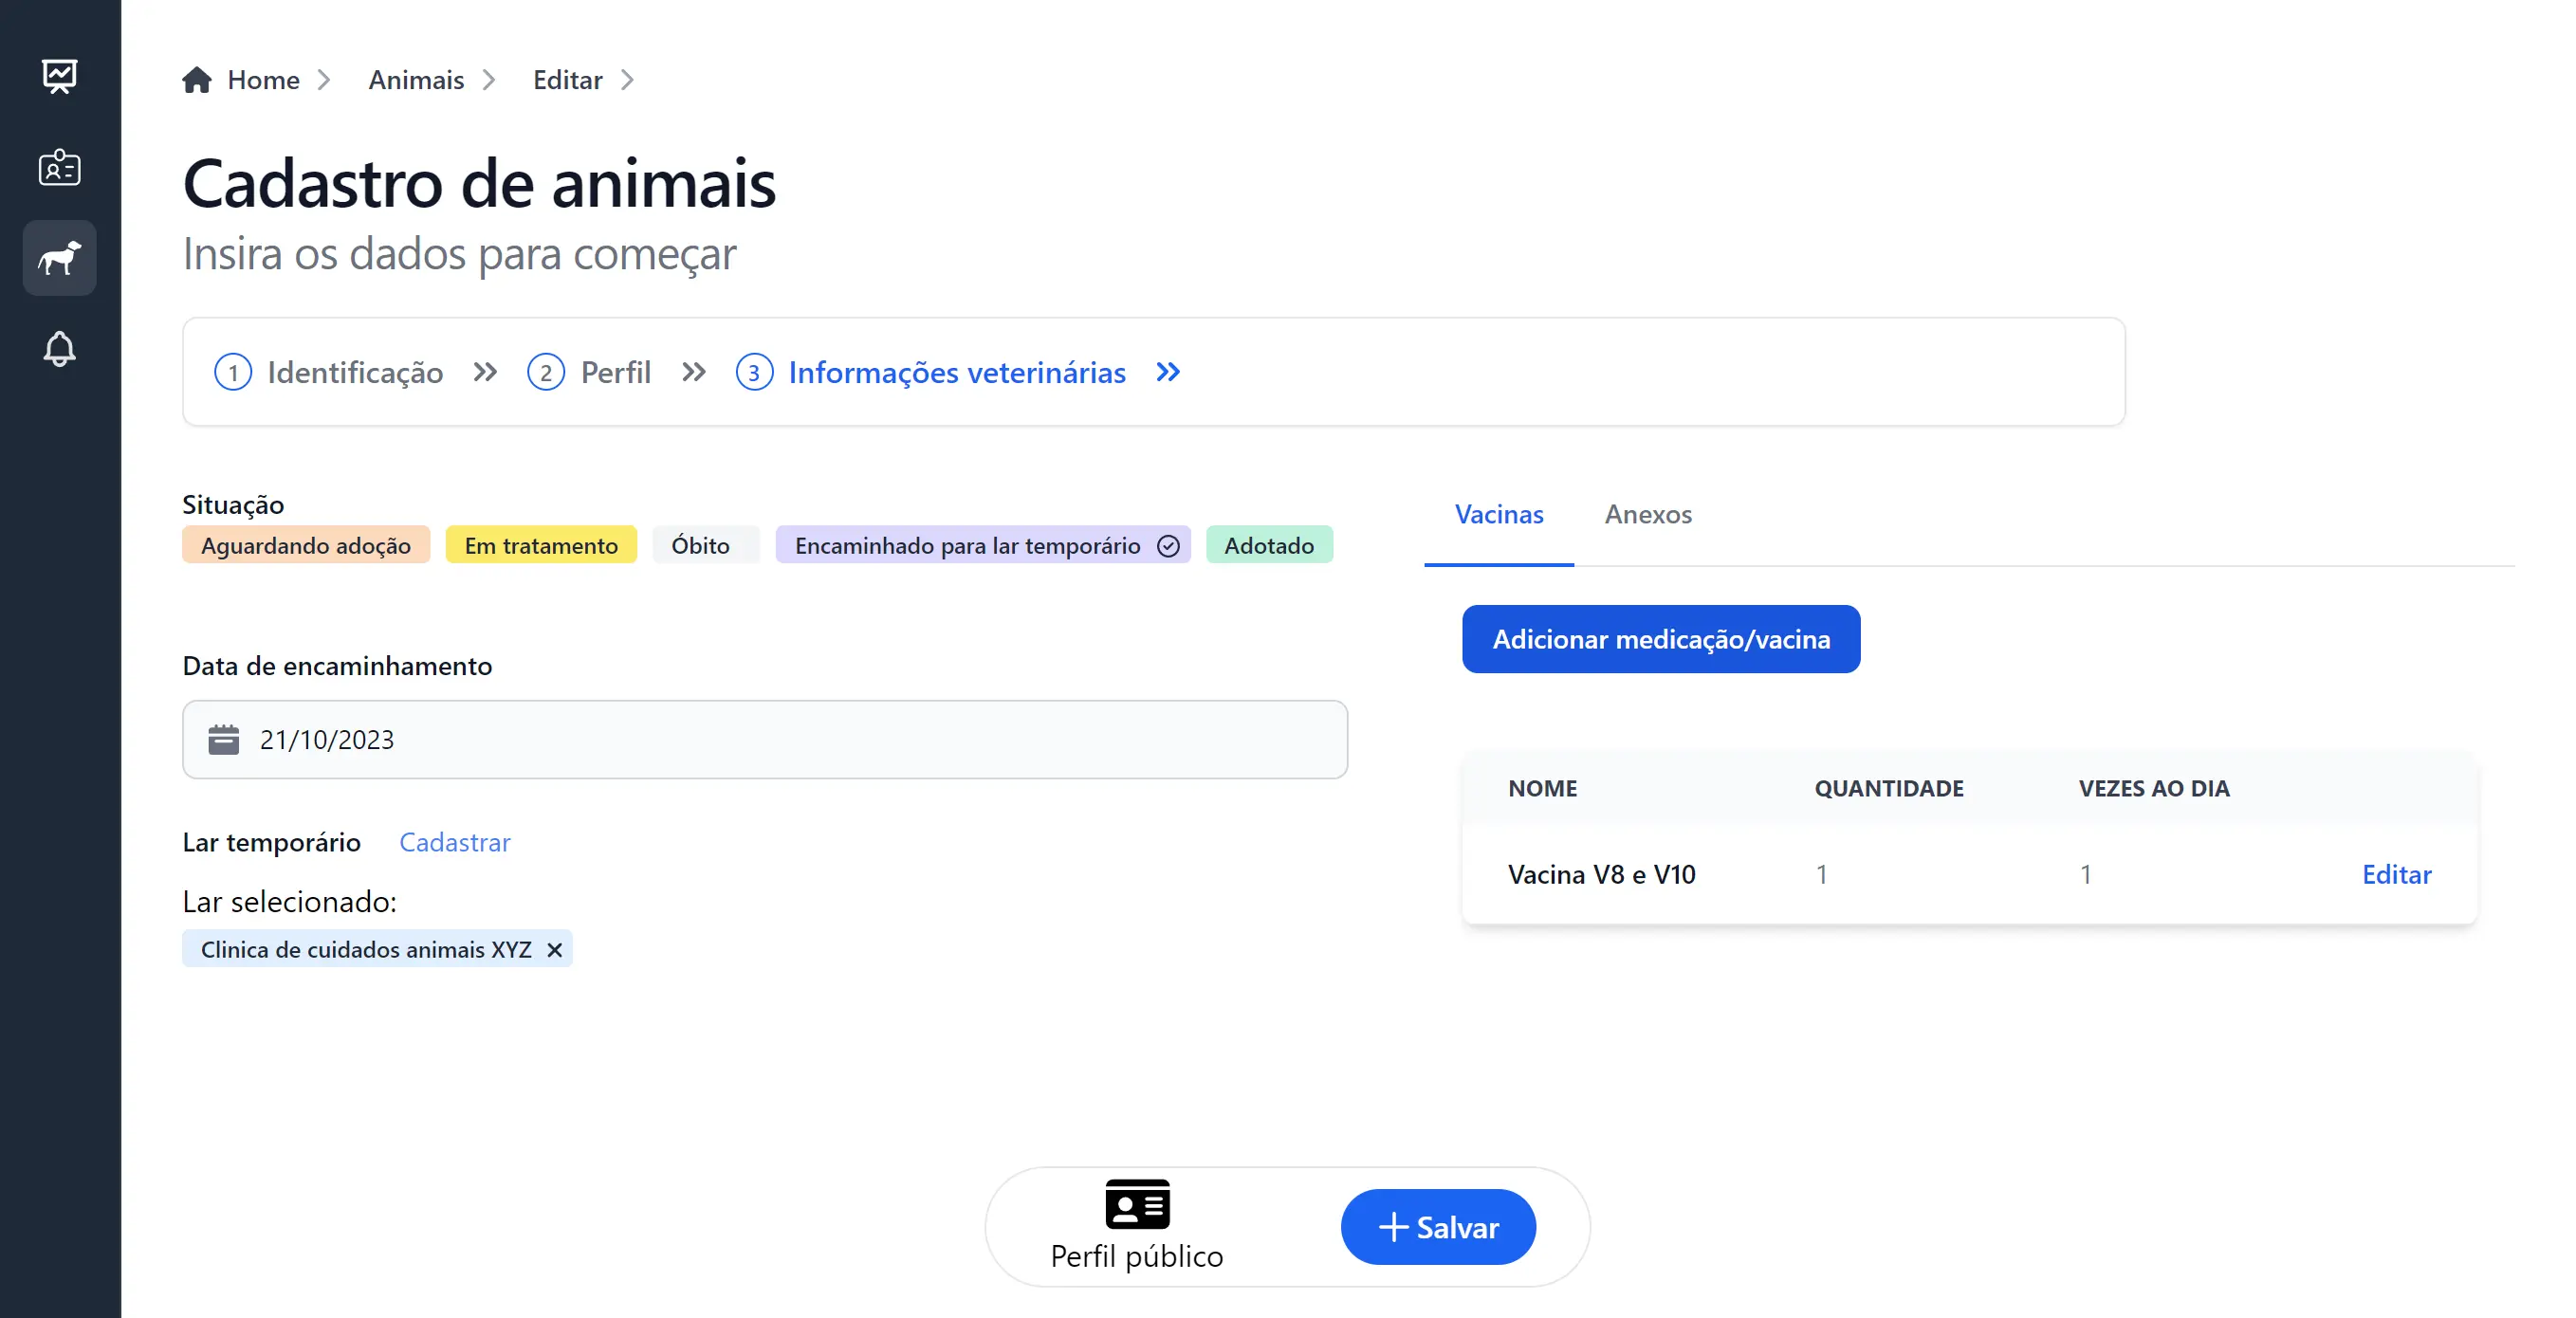 Home Animais Editar
Cadastro de animais
Insira os dados para começar
1 Identificação 2 Perfil 3 Informações veterinárias
Situação
Aguardando adoção Em tratamento Óbito Encaminhado para lar temporário Adotado
Data de encaminhamento
21/10/2023
Lar temporário Cadastrar
Lar selecionado:
Clinica de cuidados animais XYZ
Vacinas Anexos
Adicionar medicação/vacina
NOME QUANTIDADE VEZES AO DIA
Vacina V8 e V10 1 1 Editar
Perfil público
Salvar